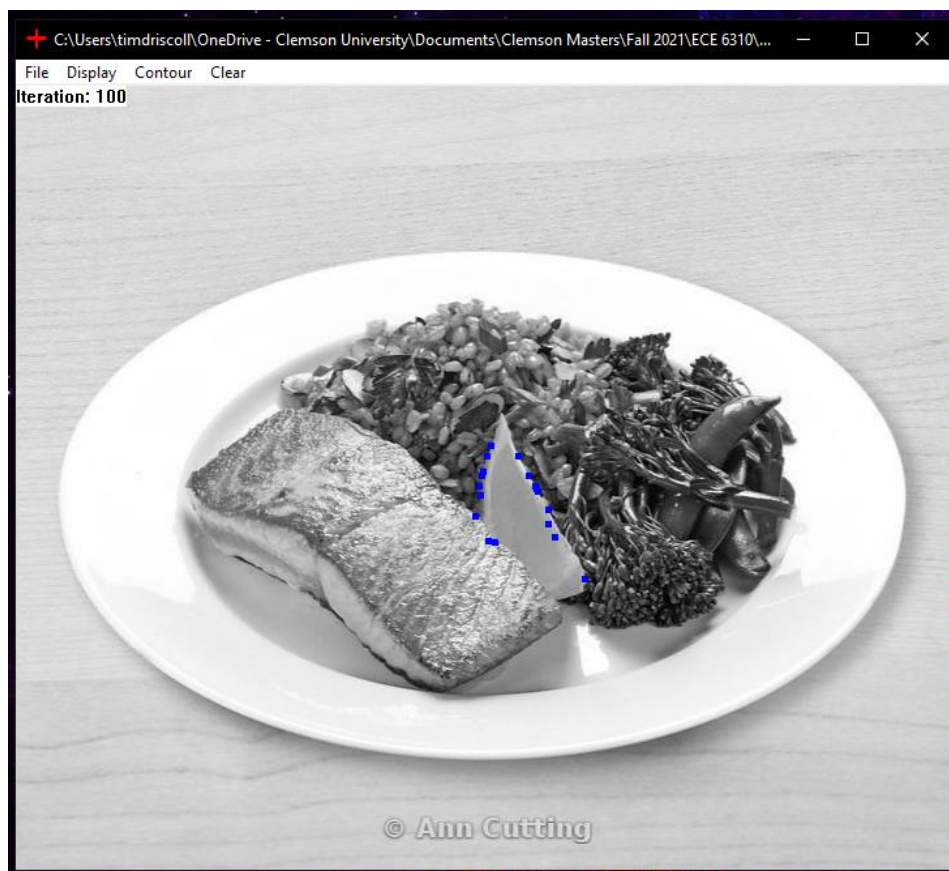 C:\Users\timdriscoll\OneDrive - Clemson University\Documents\Clemson Masters\Fall 2021\ECE 6310\...
File Display Contour Clear
Iteration: 100
© Ann Cutting